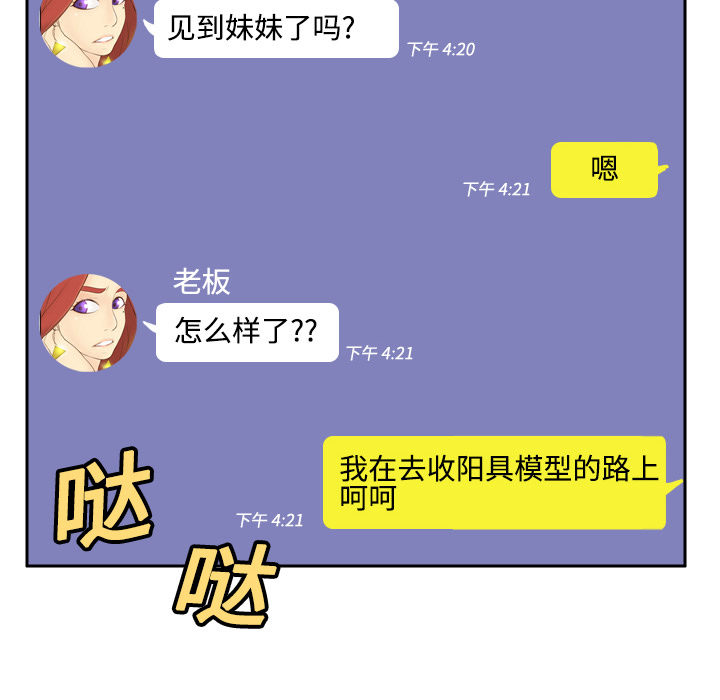 见到妹妹了吗?
下午 4:20
嗯
下午 4:21
老板
怎么样了??
下午 4:21
我在去收阳具模型的路上
呵呵
下午 4:21
哒
哒